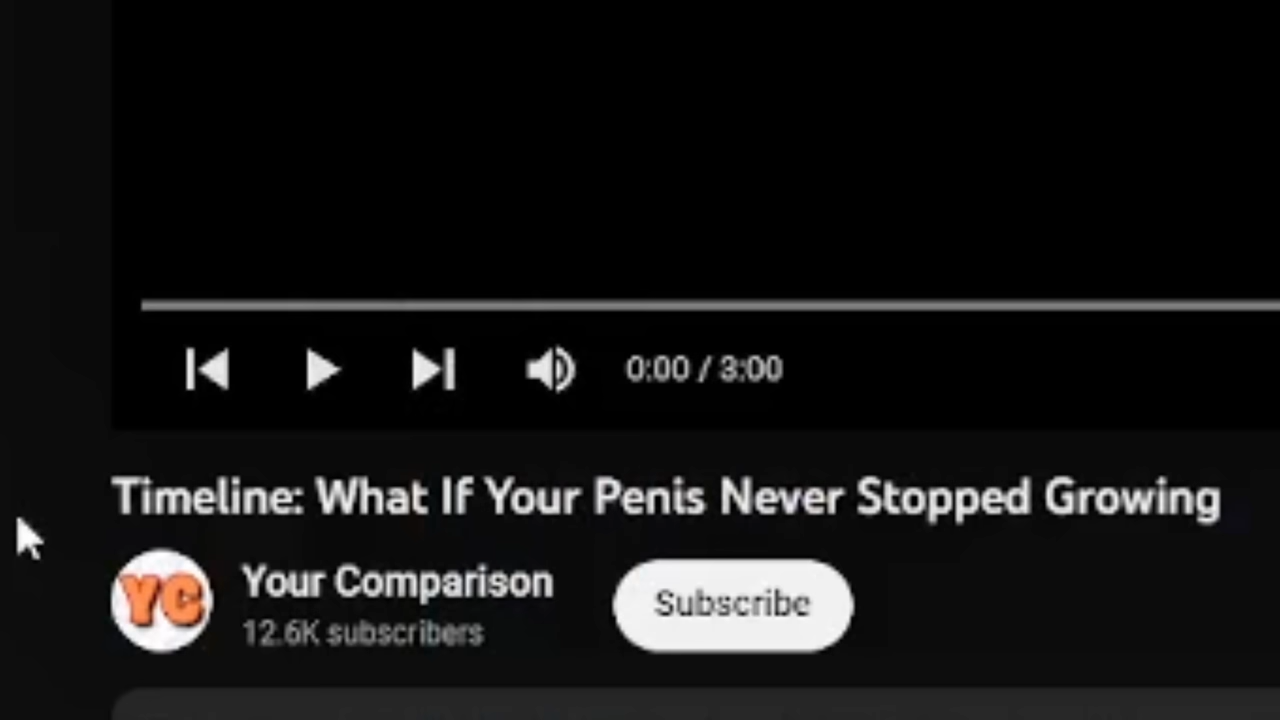 0:00 / 3:00
Timeline: What If Your Penis Never Stopped Growing
YC
Your Comparison
Subscribe
12.6K subscribers